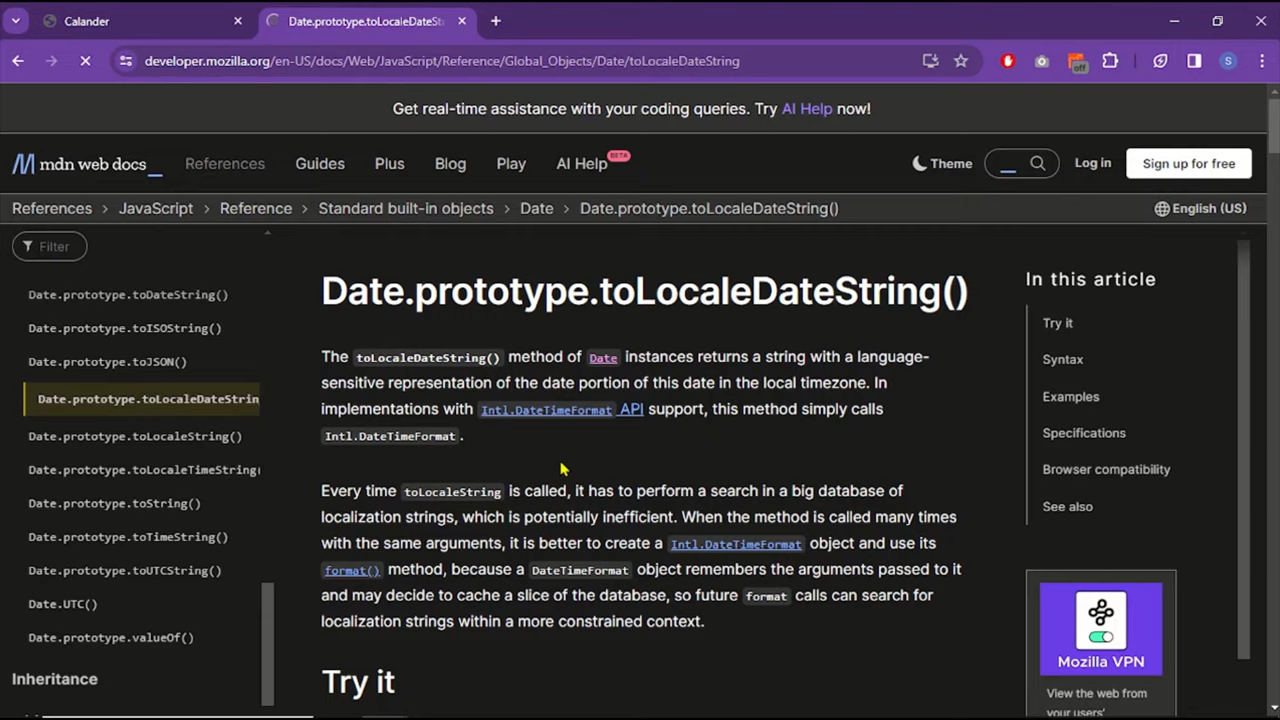 Calander
Date.prototype.toLocaleDateSt
developer.mozilla.org/en-US/docs/Web/JavaScript/Reference/Global_Objects/Date/toLocaleDateString
off
S
Get real-time assistance with your coding queries. Try AI Help now!
mdn web docs_
References
Guides
Plus
Blog
Play
AI Help BETA
Theme
Log in
Sign up for free
References > JavaScript > Reference > Standard built-in objects > Date > Date.prototype.toLocaleDateString()
English (US)
Filter
Date.prototype.toDateString()
Date.prototype.toISOString()
Date.prototype.toJSON()
Date.prototype.toLocaleDateStrin
Date.prototype.toLocaleString()
Date.prototype.toLocaleTimeString(
Date.prototype.toString()
Date.prototype.toTimeString()
Date.prototype.toUTCString()
Date.UTC()
Date.prototype.valueOf()
Inheritance
Date.prototype.toLocaleDateString()
The toLocaleDateString() method of Date instances returns a string with a language-
sensitive representation of the date portion of this date in the local timezone. In
implementations with Intl.DateTimeFormat API support, this method simply calls
Intl.DateTimeFormat.
Every time toLocaleString is called, it has to perform a search in a big database of
localization strings, which is potentially inefficient. When the method is called many times
with the same arguments, it is better to create a Intl.DateTimeFormat object and use its
format() method, because a DateTimeFormat object remembers the arguments passed to it
and may decide to cache a slice of the database, so future format calls can search for
localization strings within a more constrained context.
Try it
In this article
Try it
Syntax
Examples
Specifications
Browser compatibility
See also
Mozilla VPN
View the web from
your users'